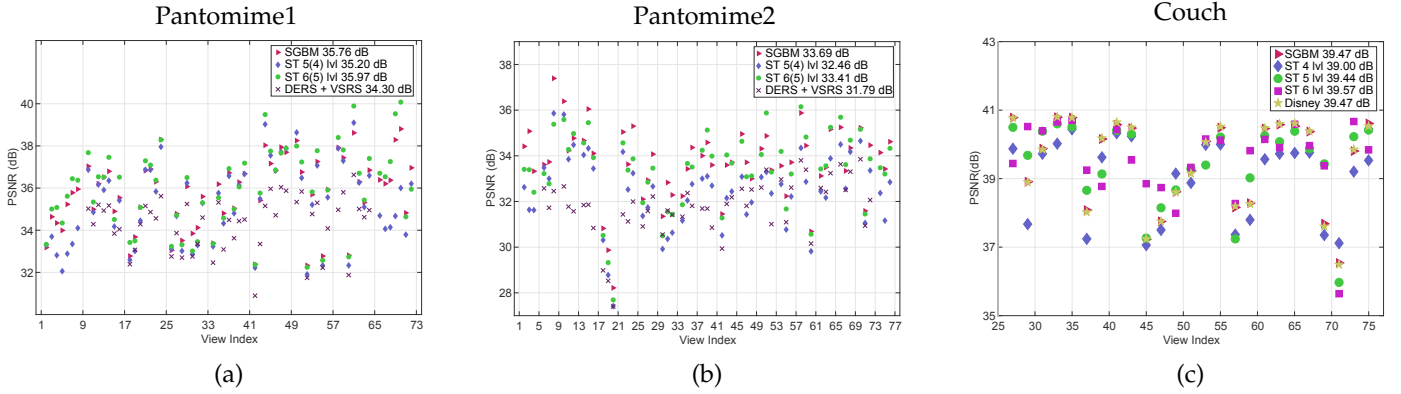 Pantomime1
SGBM 35.76 dB
ST 5(4) lvl 35.20 dB
ST 6(5) lvl 35.97 dB
DERS + VSRS 34.30 dB
PSNR (dB)
40
38
36
34
32
1 9 17 25 33 41 49 57 65 73
View Index
(a)
Pantomime2
SGBM 33.69 dB
ST 5(4) lvl 32.46 dB
ST 6(5) lvl 33.41 dB
DERS + VSRS 31.79 dB
PSNR (dB)
38
36
34
32
30
28
1 5 9 13 17 21 25 29 33 37 41 45 49 53 57 61 65 69 73 77
View Index
(b)
Couch
SGBM 39.47 dB
ST 4 lvl 39.00 dB
ST 5 lvl 39.44 dB
ST 6 lvl 39.57 dB
Disney 39.47 dB
PSNR(dB)
43
41
39
37
35
25 30 35 40 45 50 55 60 65 70 75
View Index
(c)